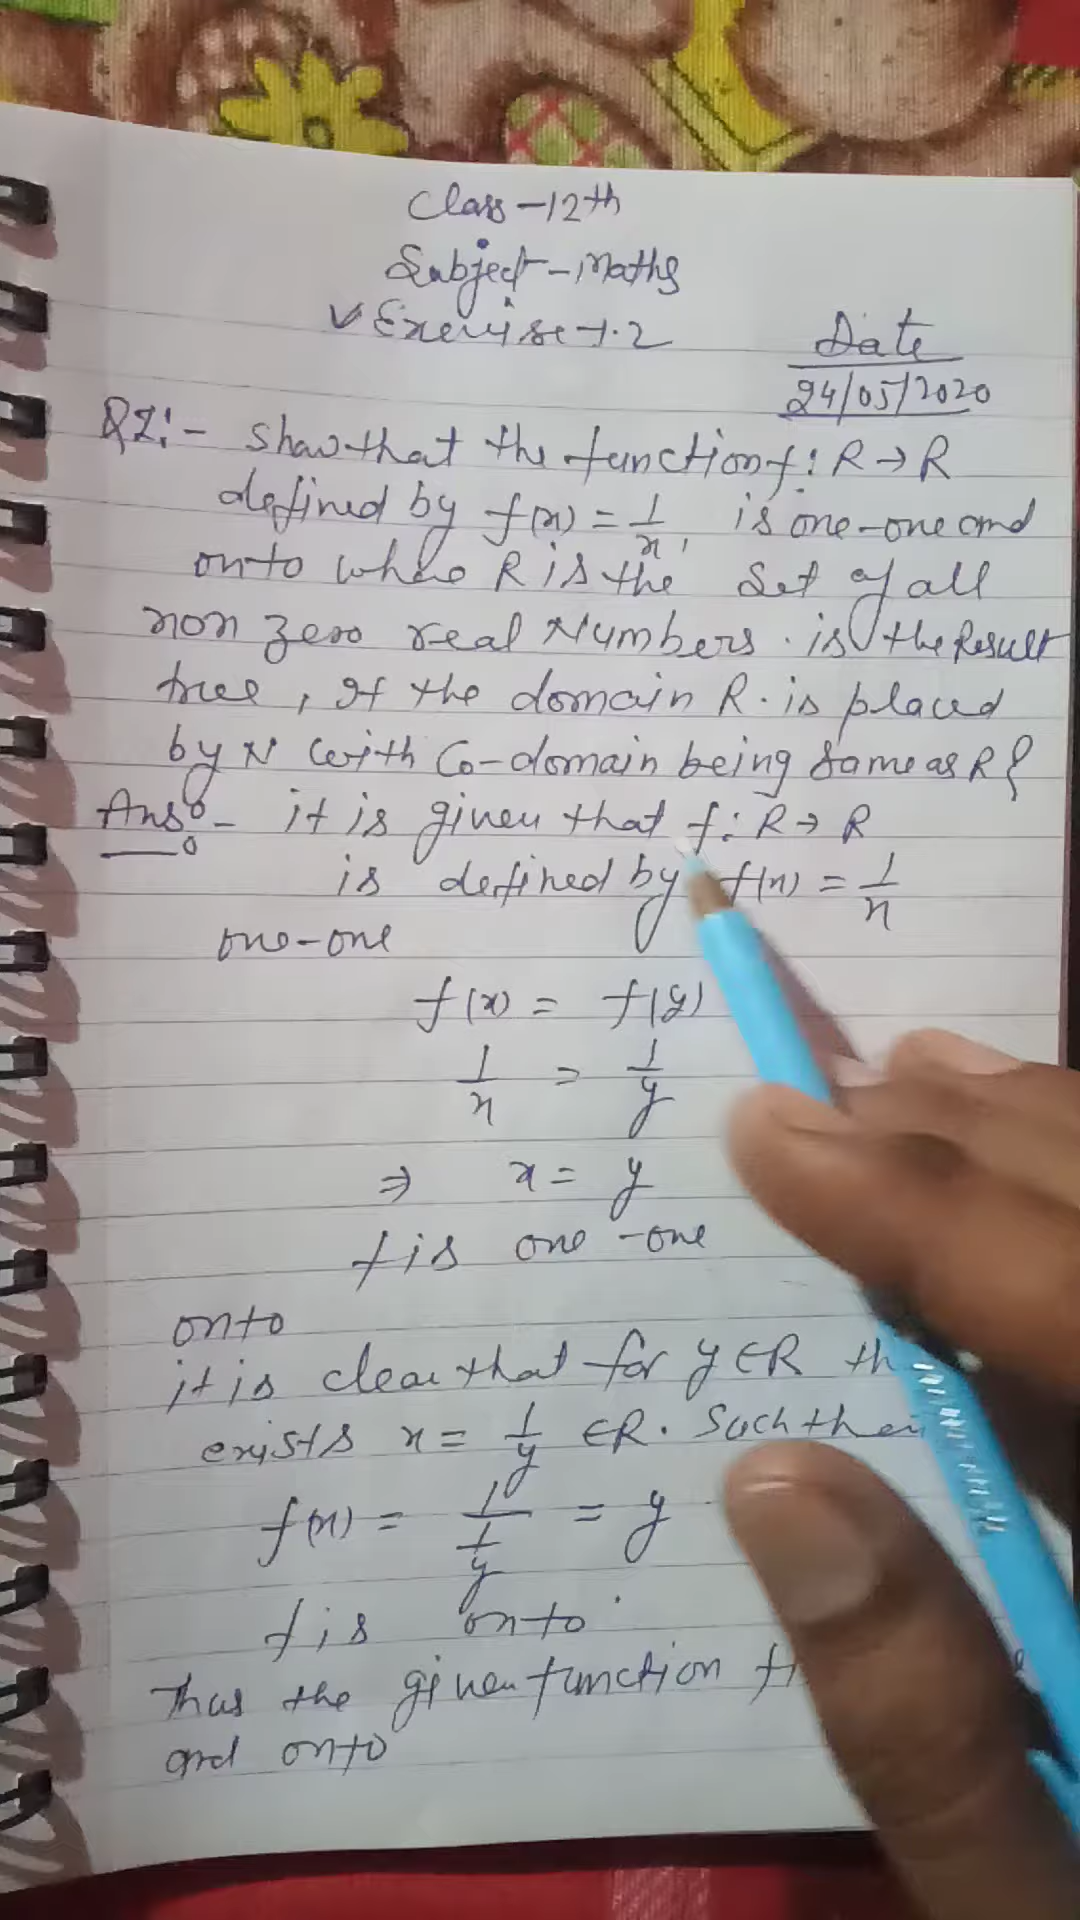 Class-12th
Subject-Maths
✓ Exercise-1.2
Date
24/05/2020
Q1:- Show that the function f: R→R
defined by f(x) = 1/x, is one-one and
onto where R is the Set of all
non zero real Numbers. is the Result
true, If the domain R. is placed
by N with Co-domain being same as R?
Ans:- it is given that f: R→R
is defined by f(x) = 1/x
one-one
f(x) = f(y)
1/x = 1/y
⇒ x = y
f is one-one
onto
it is clear that for y∈R th
exists x = 1/y ∈R. Such that
f(x) = 1/(1/y) = y
f is onto
Thus the given function f
and onto